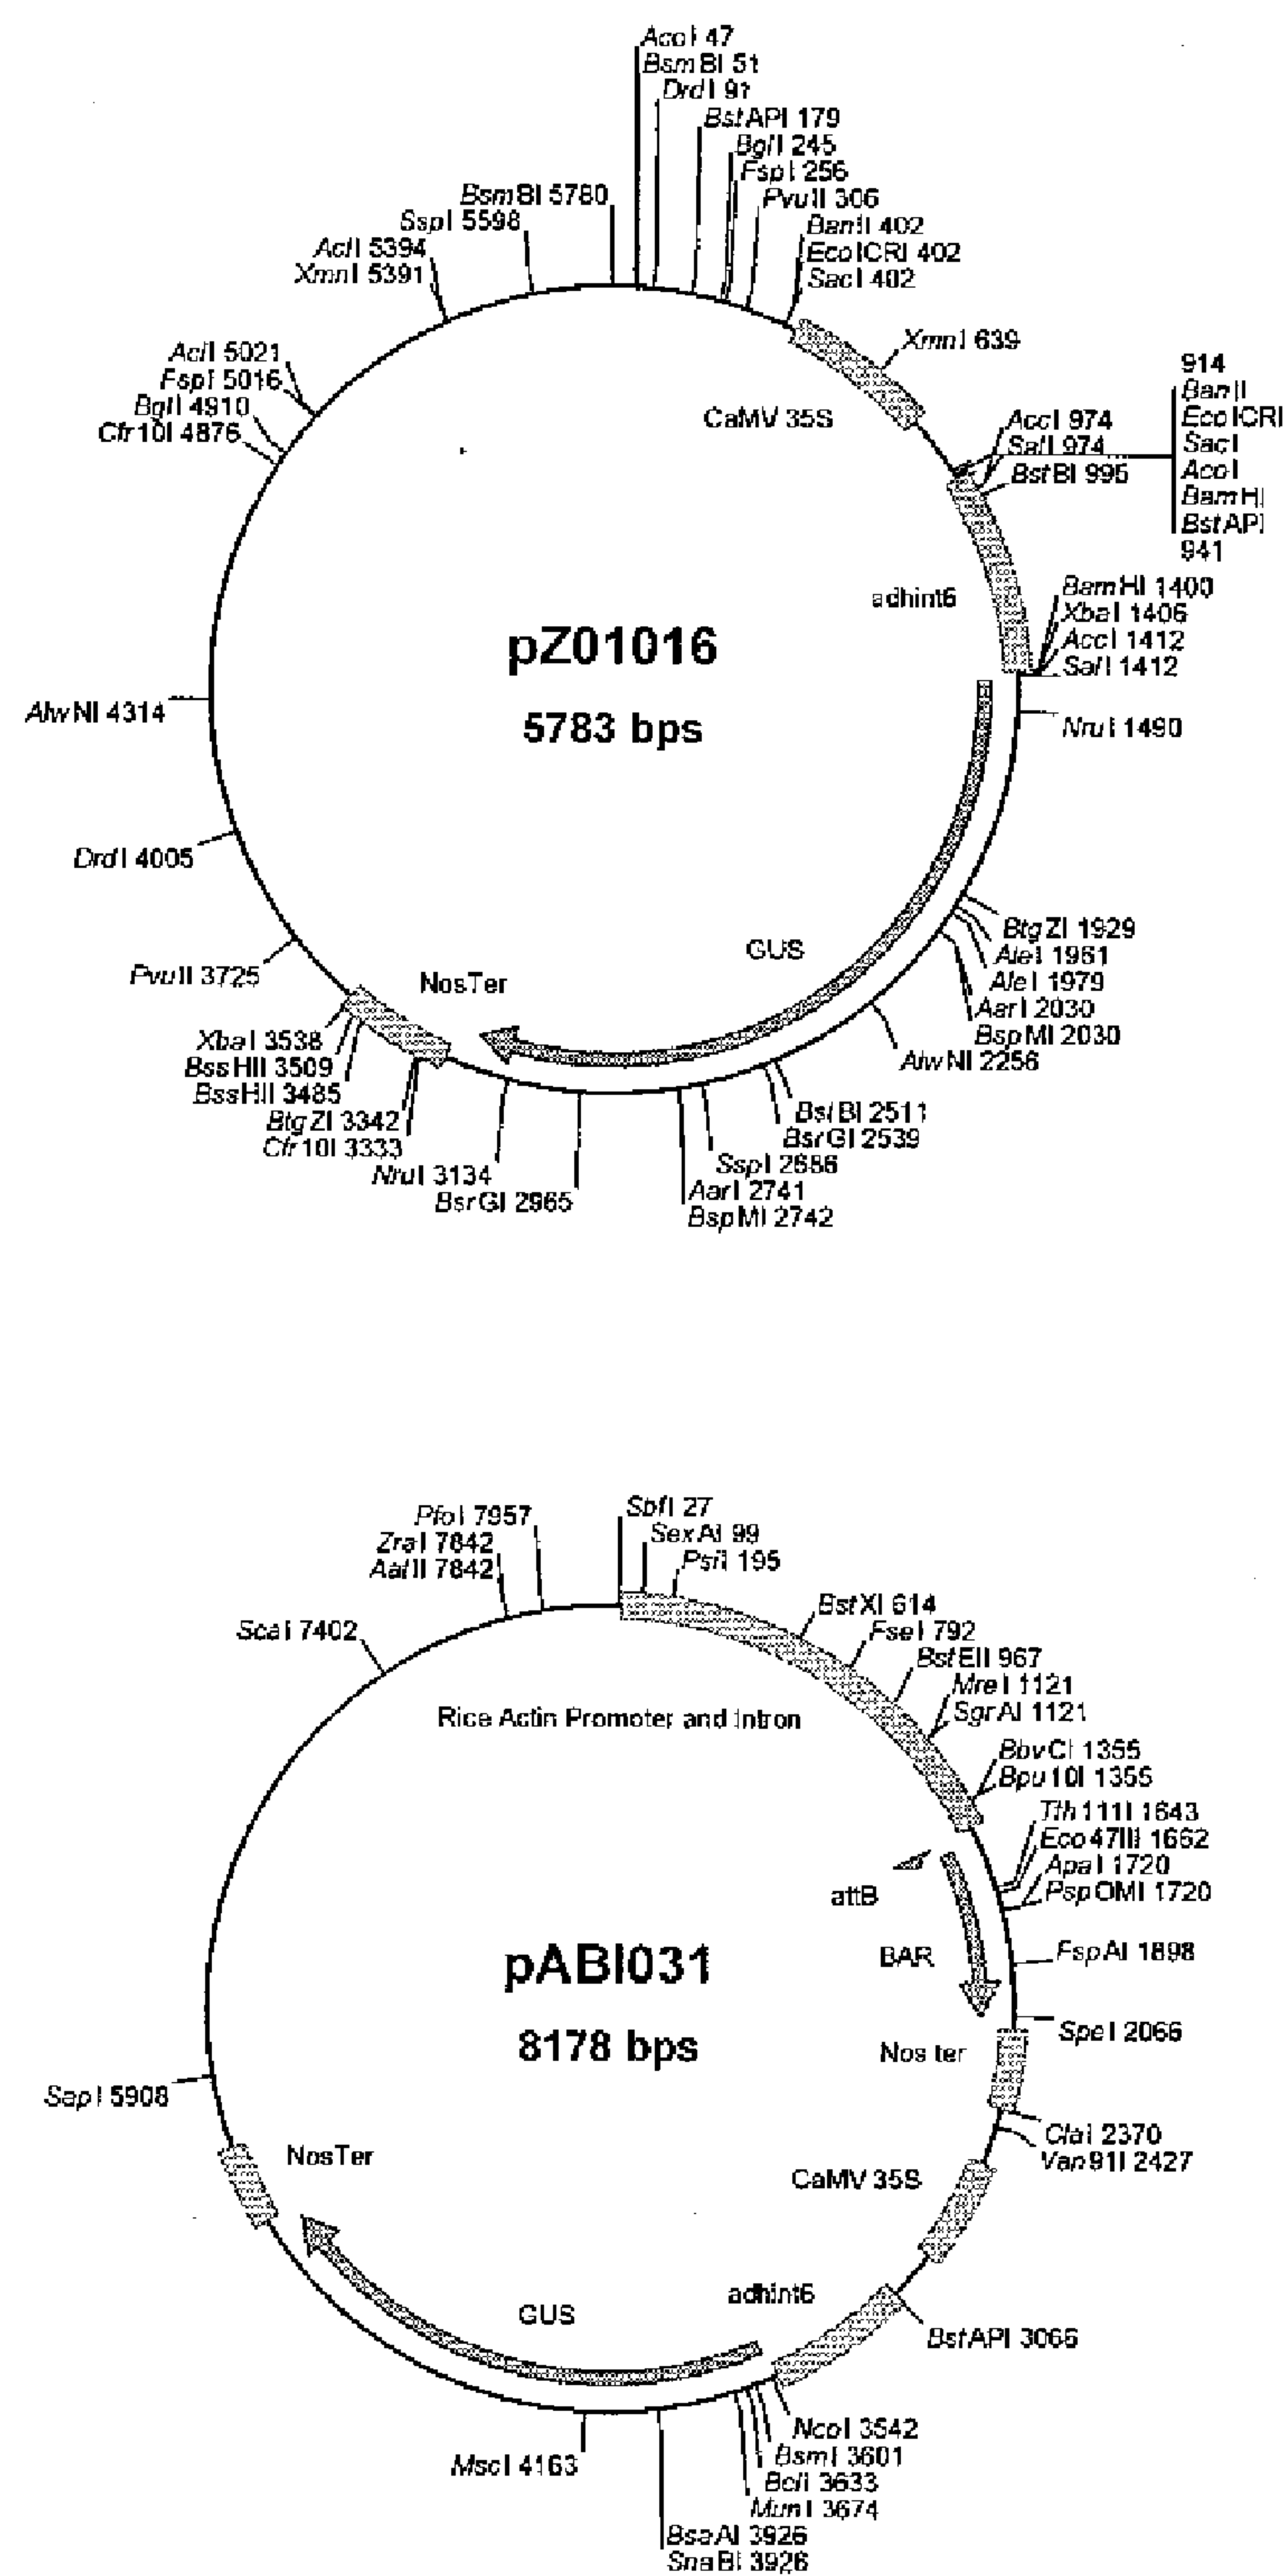 AcoI 47
BsmBI 51
DrdI 91
BstAPI 179
BglI 245
FspI 256
PvuII 306
BanII 402
EcoICRI 402
SacI 402
XmnI 639
BsmBI 5780
SspI 5598
AclI 5394
XmnI 5391
AclI 5021
FspI 5016
BglI 4910
Cfr10I 4876
CaMV 35S
AccI 974
SalI 974
BstBI 995
914
BanII
EcoICRI
SacI
AcoI
BamHI
BstAPI
941
adhint6
BamHI 1400
XbaI 1406
AccI 1412
SalI 1412
NruI 1490
pZ01016
5783 bps
AlwNI 4314
DrdI 4005
PvuII 3725
XbaI 3538
BssHII 3509
BssHII 3485
BtgZI 3342
Cfr10I 3333
NruI 3134
BsrGI 2965
NosTer
GUS
BtgZI 1929
AleI 1961
AleI 1979
AarI 2030
BspMI 2030
AlwNI 2256
BstBI 2511
BsrGI 2539
SspI 2686
AarI 2741
BspMI 2742
PfoI 7957
ZraI 7842
AatII 7842
ScaI 7402
SbfI 27
SexAI 99
PsiI 195
BstXI 614
FseI 792
BstEII 967
MreI 1121
SgrAI 1121
BbvCI 1355
Bpu10I 1355
Tth111I 1643
Eco47III 1662
ApaI 1720
PspOMI 1720
FspAI 1898
SpeI 2066
Rice Actin Promoter and Intron
attB
BAR
pABI031
8178 bps
Nos ter
ClaI 2370
Van91I 2427
CaMV 35S
SapI 5908
NosTer
GUS
adhint6
BstAPI 3066
NcoI 3542
BsmI 3601
BclI 3633
MunI 3674
BsaAI 3926
SnaBI 3926
MscI 4163